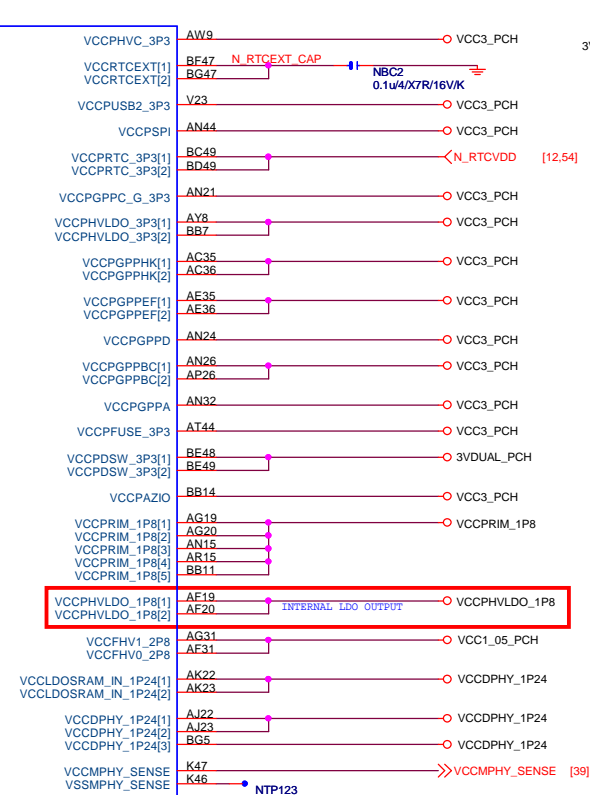 VCCPHVC_3P3 AW9 VCC3_PCH
3V
VCCRTCEXT[1] BF47 N_RTCEXT_CAP
VCCRTCEXT[2] BG47
NBC2
0.1u/4/X7R/16V/K
VCCPUSB2_3P3 V23 VCC3_PCH
VCCPSPI AN44 VCC3_PCH
VCCPRTC_3P3[1] BC49 N_RTCVDD [12,54]
VCCPRTC_3P3[2] BD49
VCCPGPPC_G_3P3 AN21 VCC3_PCH
VCCPHVLDO_3P3[1] AY8 VCC3_PCH
VCCPHVLDO_3P3[2] BB7
VCCPGPPHK[1] AC35 VCC3_PCH
VCCPGPPHK[2] AC36
VCCPGPPEF[1] AE35 VCC3_PCH
VCCPGPPEF[2] AE36
VCCPGPPD AN24 VCC3_PCH
VCCPGPPBC[1] AN26 VCC3_PCH
VCCPGPPBC[2] AP26
VCCPGPPA AN32 VCC3_PCH
VCCPFUSE_3P3 AT44 VCC3_PCH
VCCPDSW_3P3[1] BE48 3VDUAL_PCH
VCCPDSW_3P3[2] BE49
VCCPAZIO BB14 VCC3_PCH
VCCPRIM_1P8[1] AG19 VCCPRIM_1P8
VCCPRIM_1P8[2] AG20
VCCPRIM_1P8[3] AN15
VCCPRIM_1P8[4] AR15
VCCPRIM_1P8[5] BB11
VCCPHVLDO_1P8[1] AF19 VCCPHVLDO_1P8
VCCPHVLDO_1P8[2] AF20 INTERNAL LDO OUTPUT
VCCFHV1_2P8 AG31 VCC1_05_PCH
VCCFHV0_2P8 AF31
VCCLDOSRAM_IN_1P24[1] AK22 VCCDPHY_1P24
VCCLDOSRAM_IN_1P24[2] AK23
VCCDPHY_1P24[1] AJ22 VCCDPHY_1P24
VCCDPHY_1P24[2] AJ23
VCCDPHY_1P24[3] BG5 VCCDPHY_1P24
VCCMPHY_SENSE K47 VCCMPHY_SENSE [39]
VSSMPHY_SENSE K46 NTP123